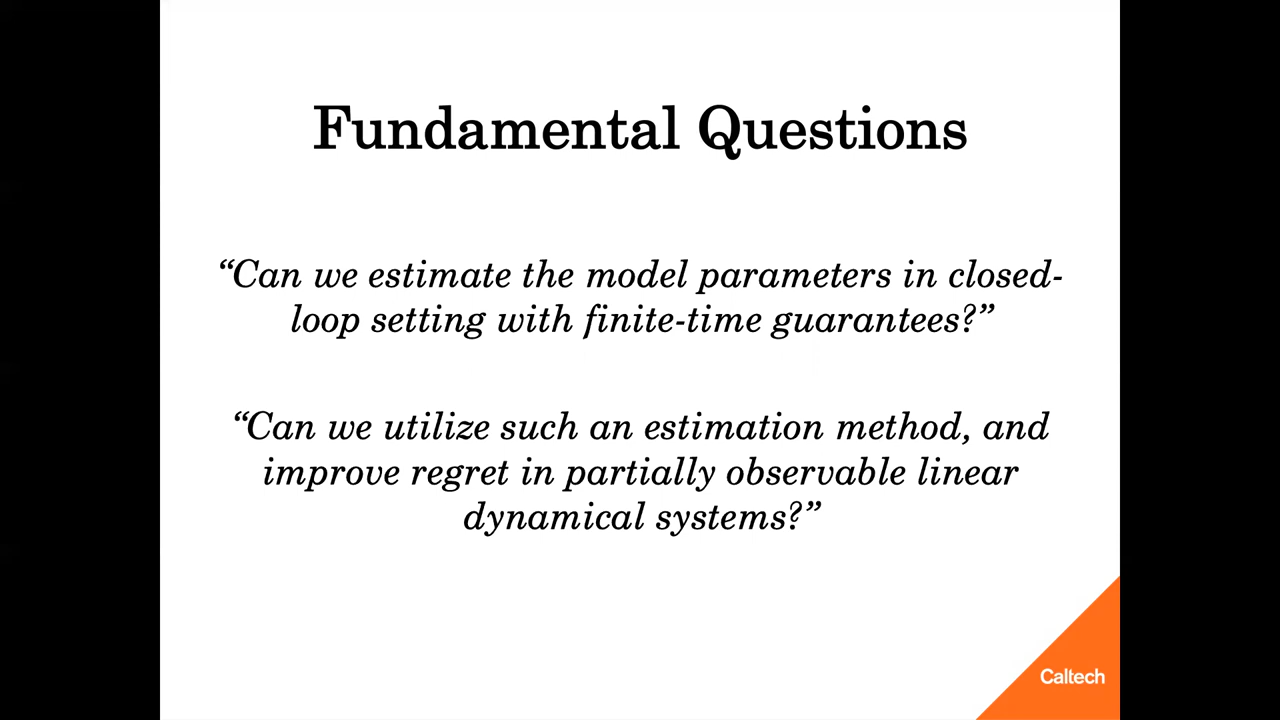 Fundamental Questions
“Can we estimate the model parameters in closed-
loop setting with finite-time guarantees?”
“Can we utilize such an estimation method, and
improve regret in partially observable linear
dynamical systems?”
Caltech